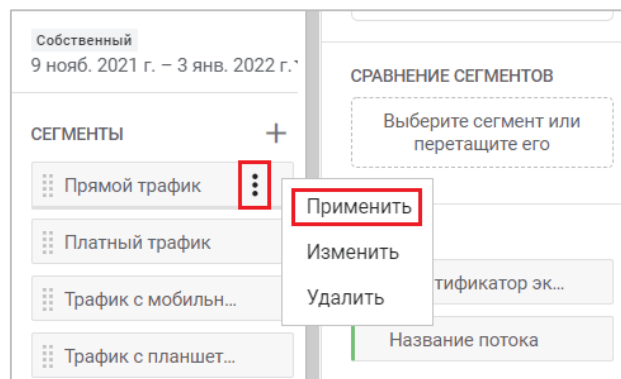 Собственный
9 нояб. 2021 г. – 3 янв. 2022 г.
СЕГМЕНТЫ
Прямой трафик
Платный трафик
Трафик с мобильн...
Трафик с планшет...
Применить
Изменить
Удалить
СРАВНЕНИЕ СЕГМЕНТОВ
Выберите сегмент или
перетащите его
тификатор эк...
Название потока